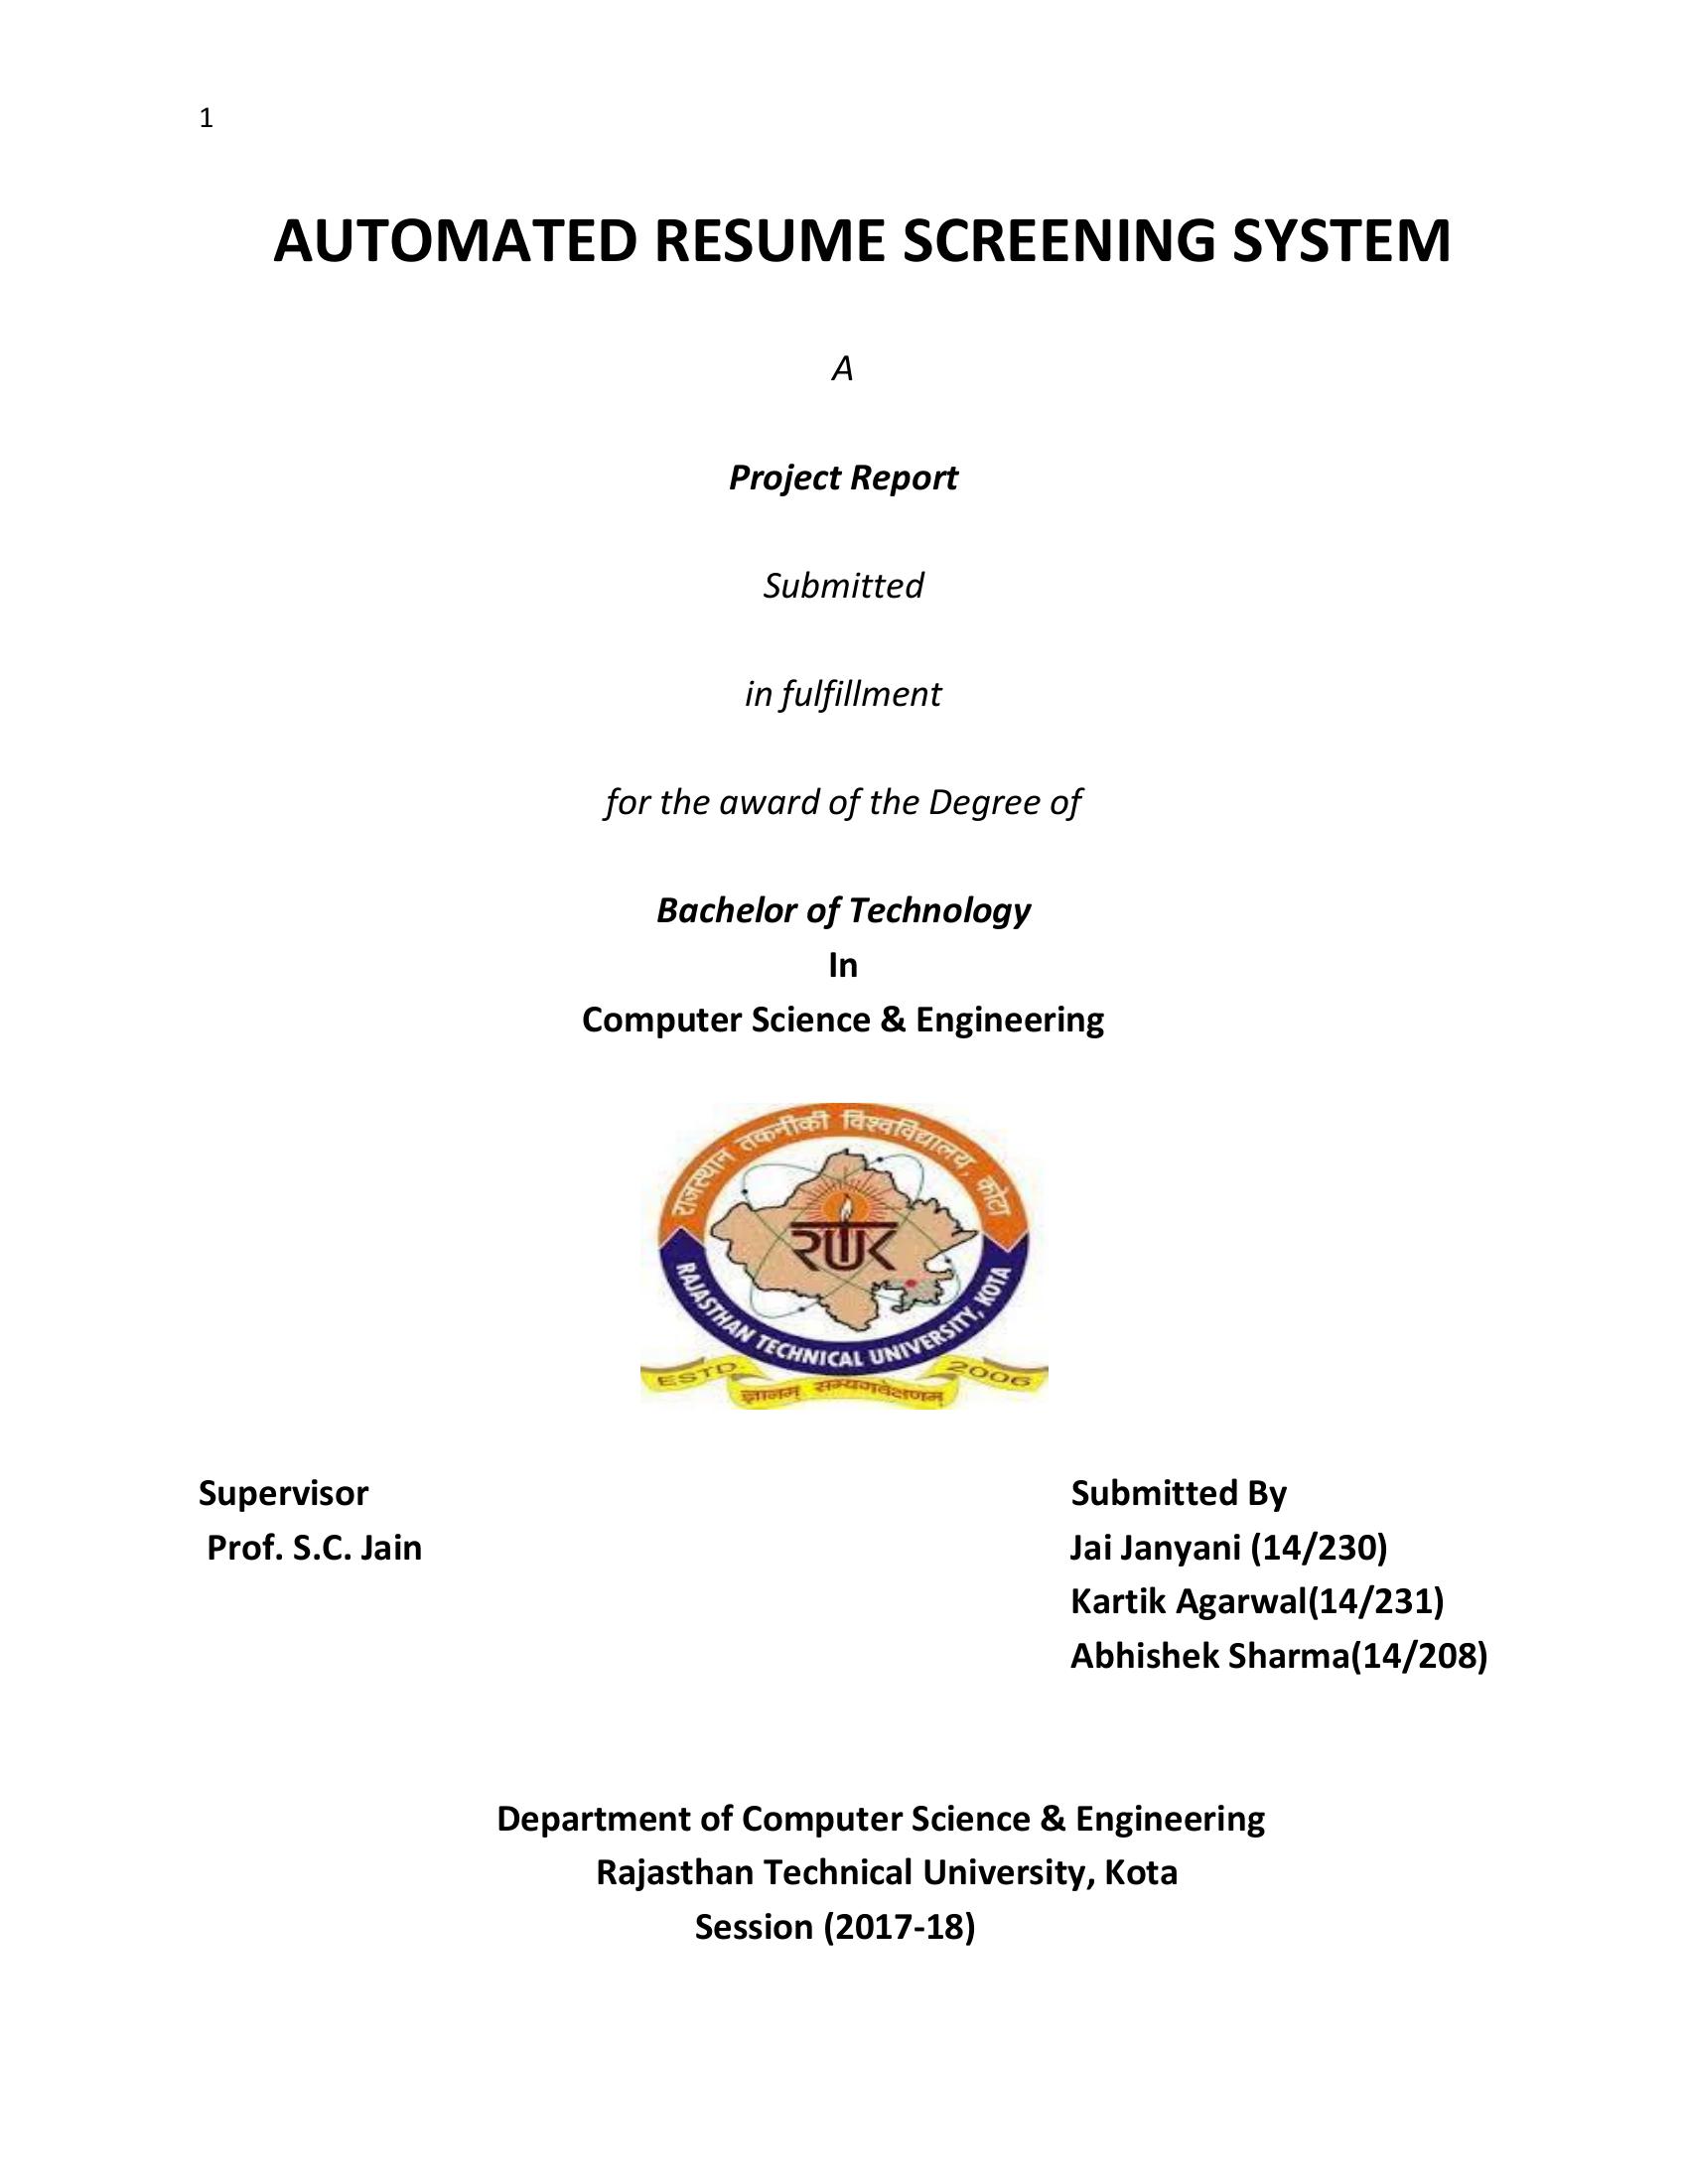 1
AUTOMATED RESUME SCREENING SYSTEM
A
Project Report
Submitted
in fulfillment
for the award of the Degree of
Bachelor of Technology
In
Computer Science & Engineering
राजस्थान तकनीकी विश्वविद्यालय, कोटा
RTU
RAJASTHAN TECHNICAL UNIVERSITY, KOTA
ESTD. 2006
ज्ञानम् सम्यगवेक्षणम्
Supervisor
Prof. S.C. Jain
Submitted By
Jai Janyani (14/230)
Kartik Agarwal(14/231)
Abhishek Sharma(14/208)
Department of Computer Science & Engineering
Rajasthan Technical University, Kota
Session (2017-18)